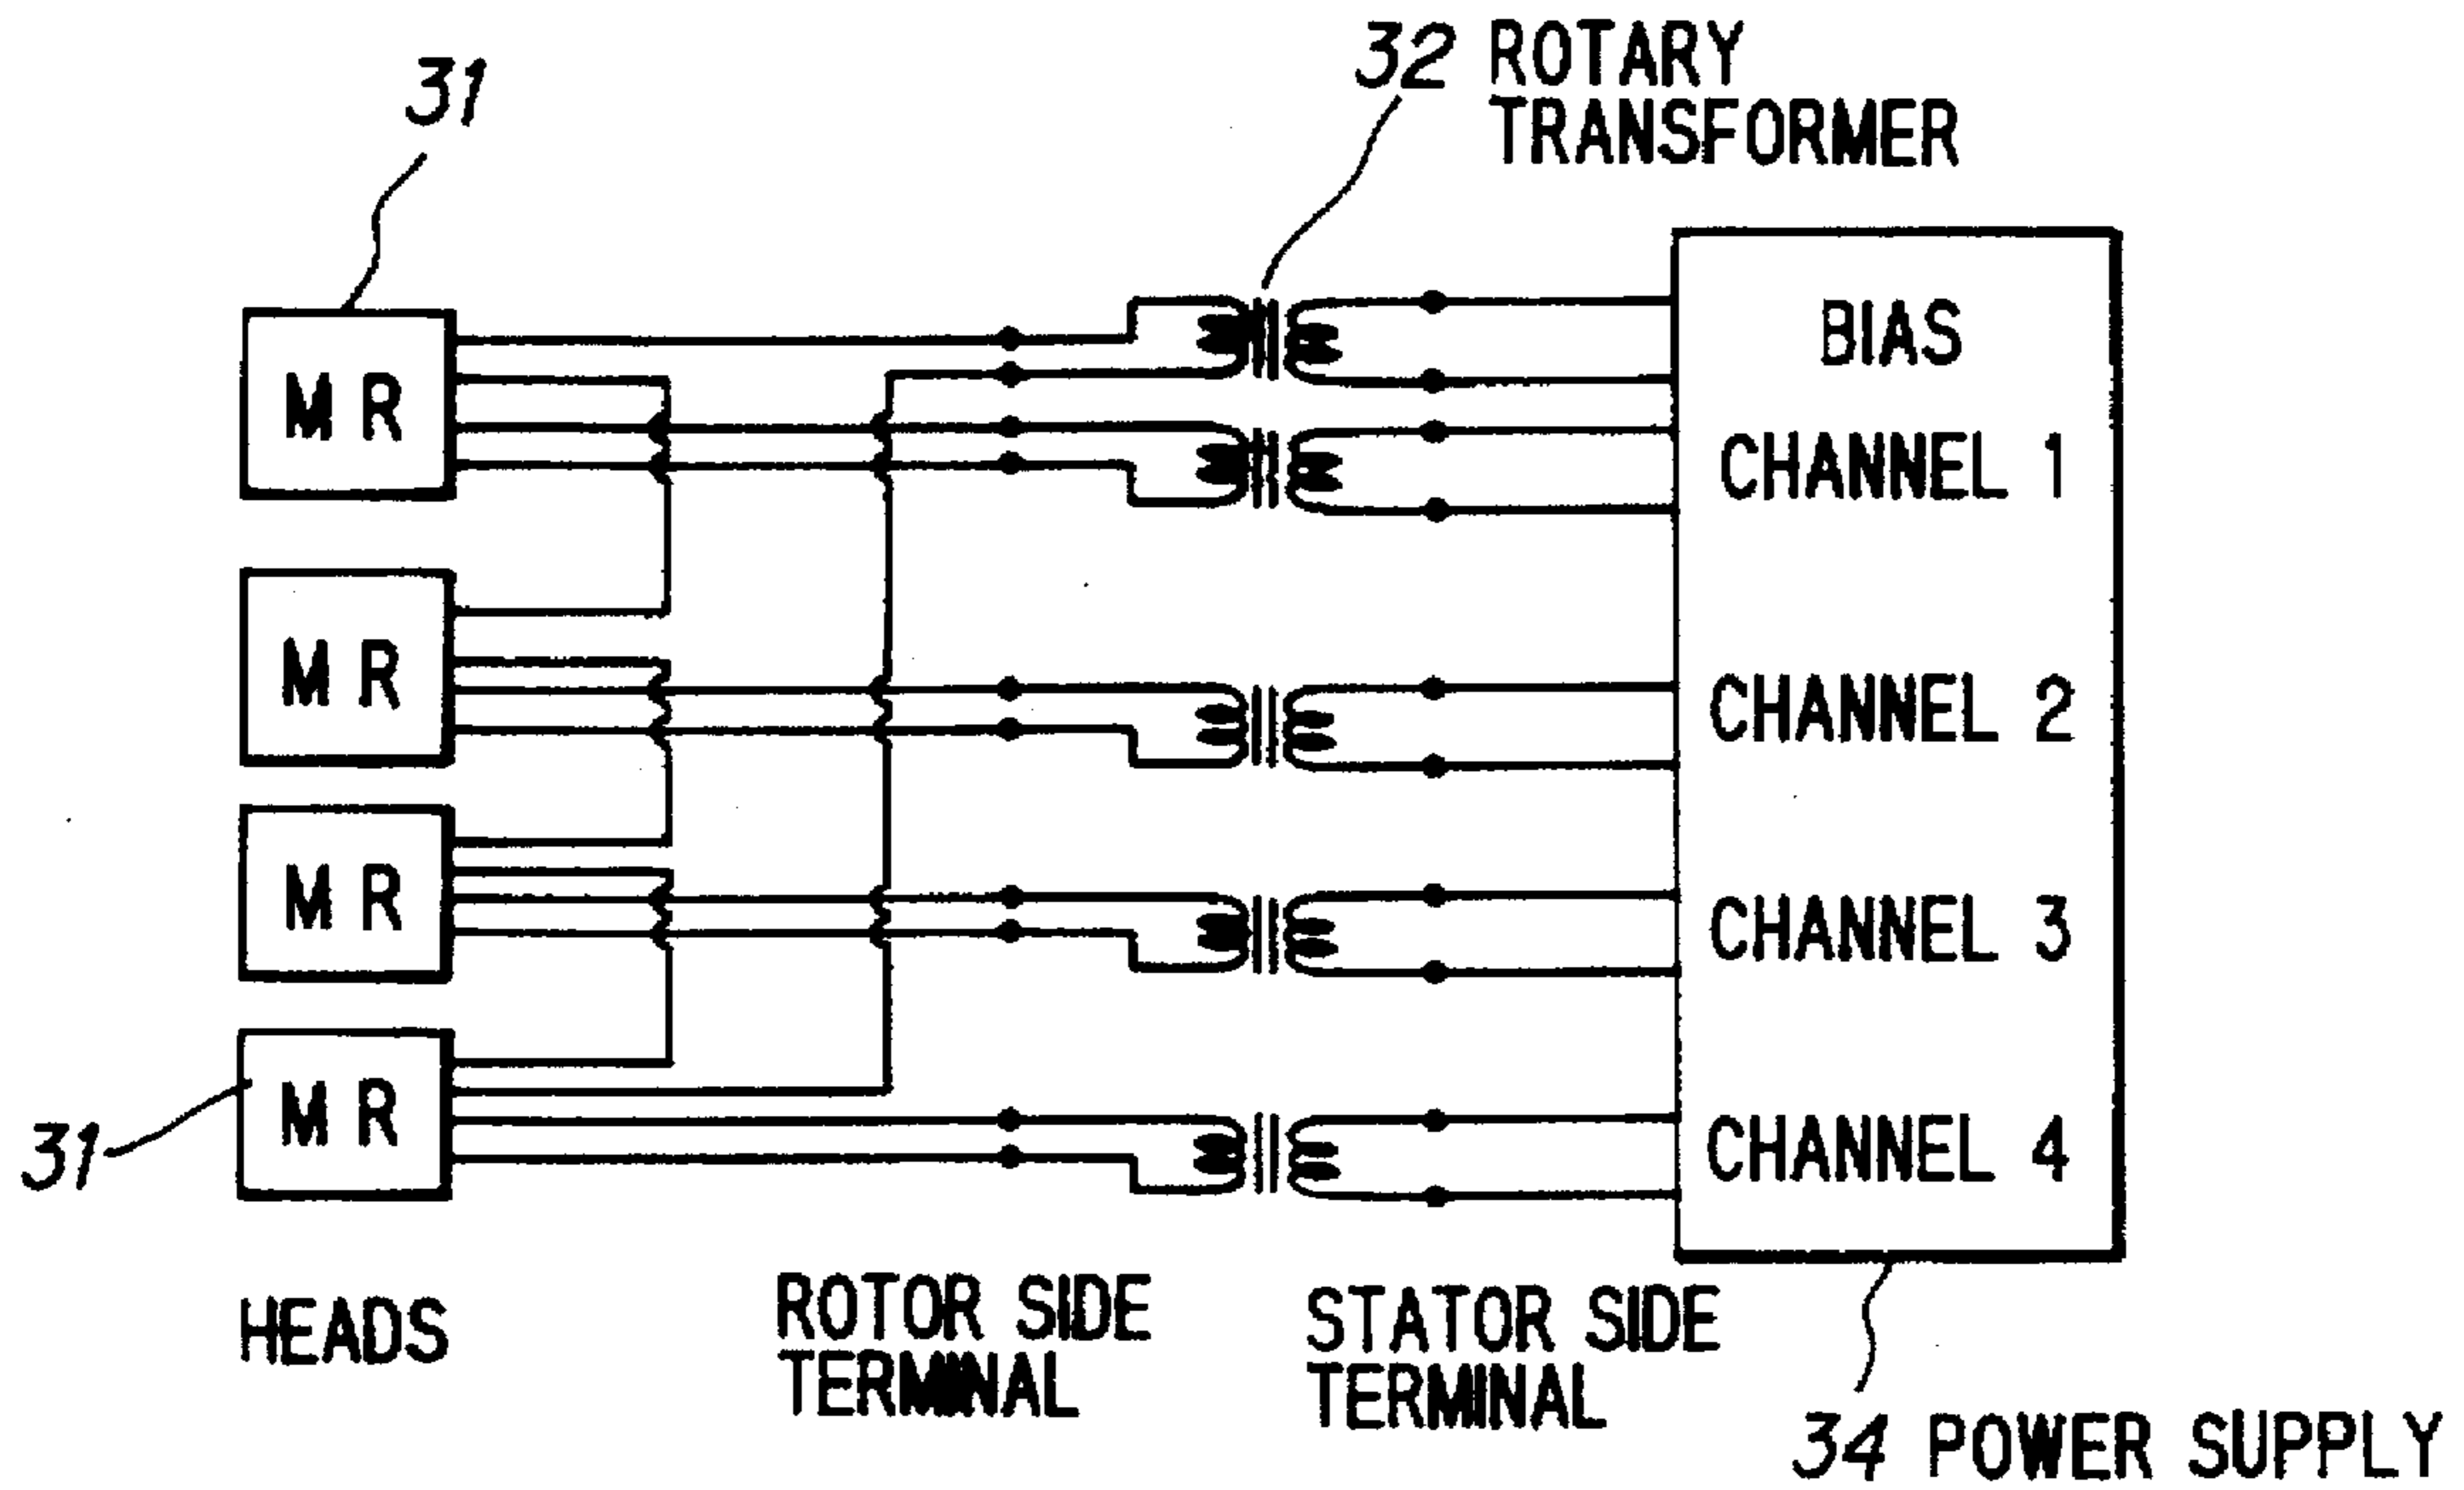 31
32 ROTARY
TRANSFORMER
MR
BIAS
CHANNEL 1
MR
CHANNEL 2
MR
CHANNEL 3
MR
31
CHANNEL 4
HEADS
ROTOR SIDE
TERMINAL
STATOR SIDE
TERMINAL
34 POWER SUPPLY